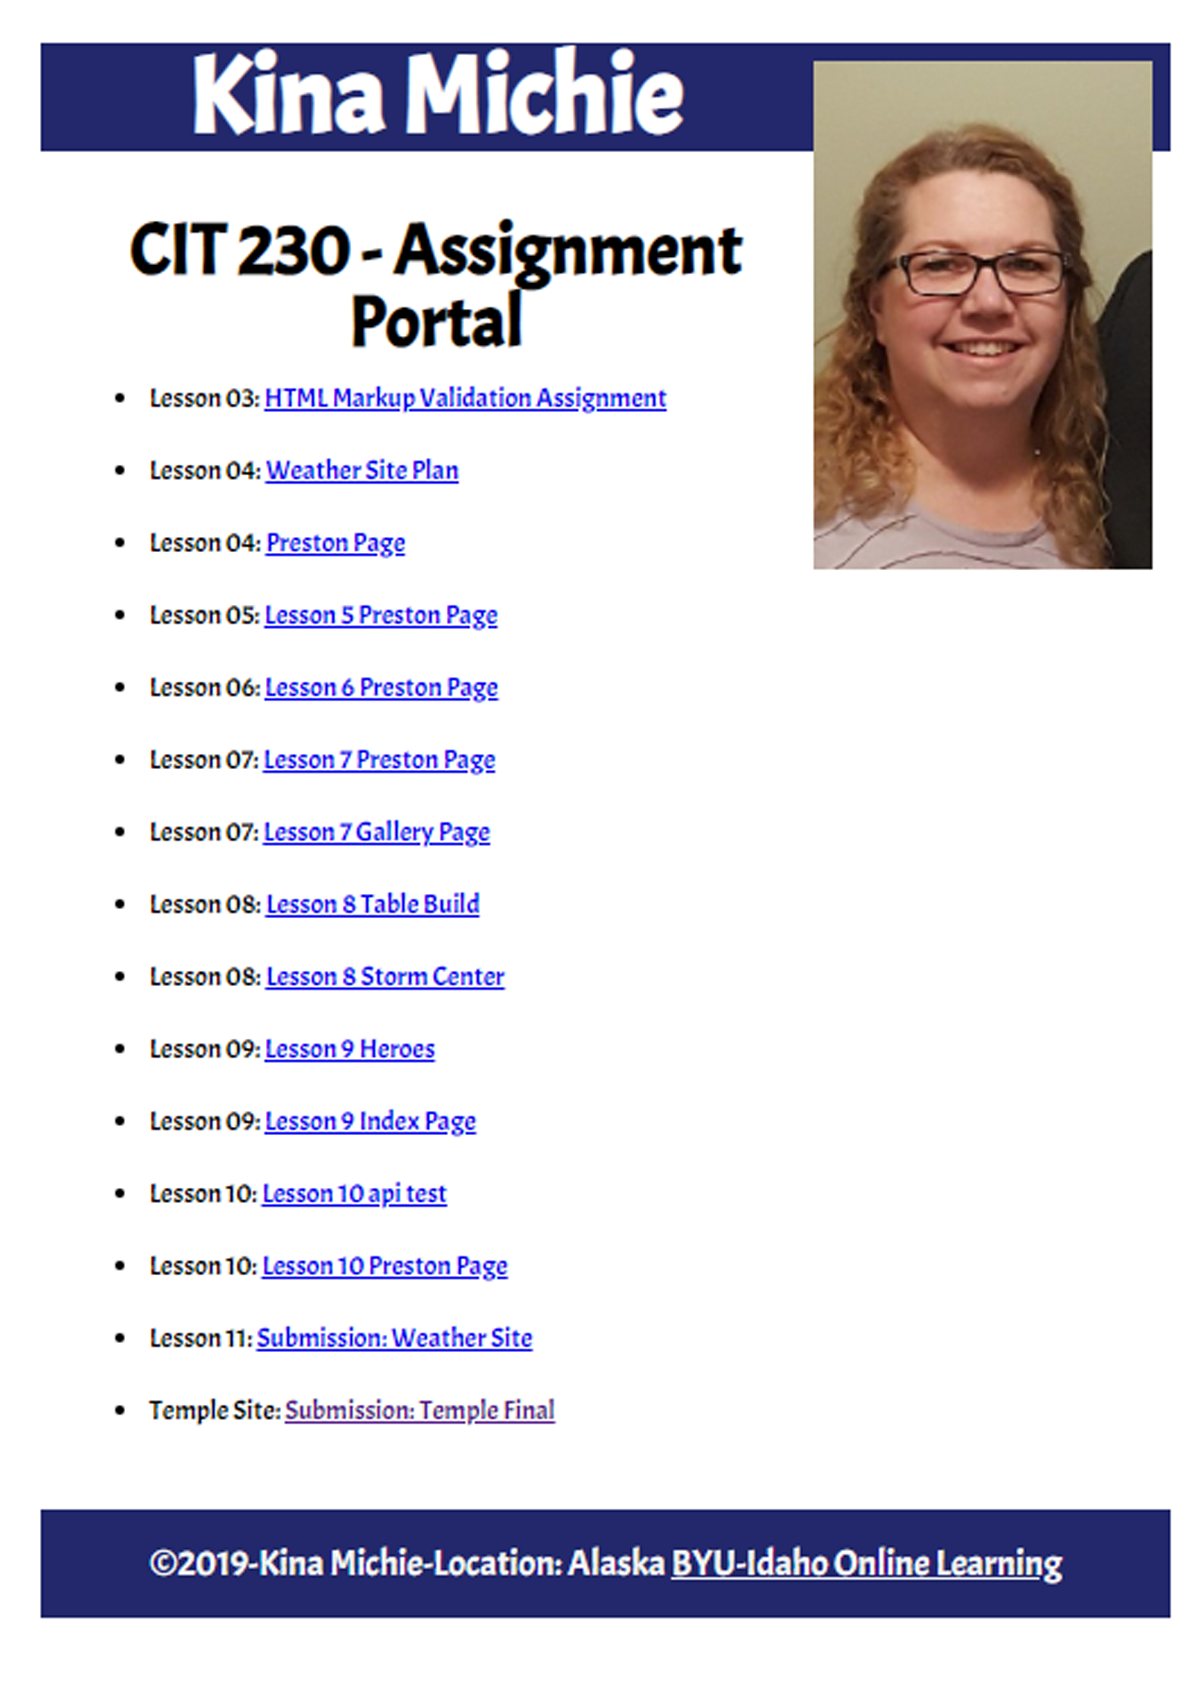 Kina Michie
CIT 230 - Assignment
Portal
Lesson 03: HTML Markup Validation Assignment
Lesson 04: Weather Site Plan
Lesson 04: Preston Page
Lesson 05: Lesson 5 Preston Page
Lesson 06: Lesson 6 Preston Page
Lesson 07: Lesson 7 Preston Page
Lesson 07: Lesson 7 Gallery Page
Lesson 08: Lesson 8 Table Build
Lesson 08: Lesson 8 Storm Center
Lesson 09: Lesson 9 Heroes
Lesson 09: Lesson 9 Index Page
Lesson 10: Lesson 10 api test
Lesson 10: Lesson 10 Preston Page
Lesson 11: Submission: Weather Site
Temple Site: Submission: Temple Final
©2019-Kina Michie-Location: Alaska BYU-Idaho Online Learning